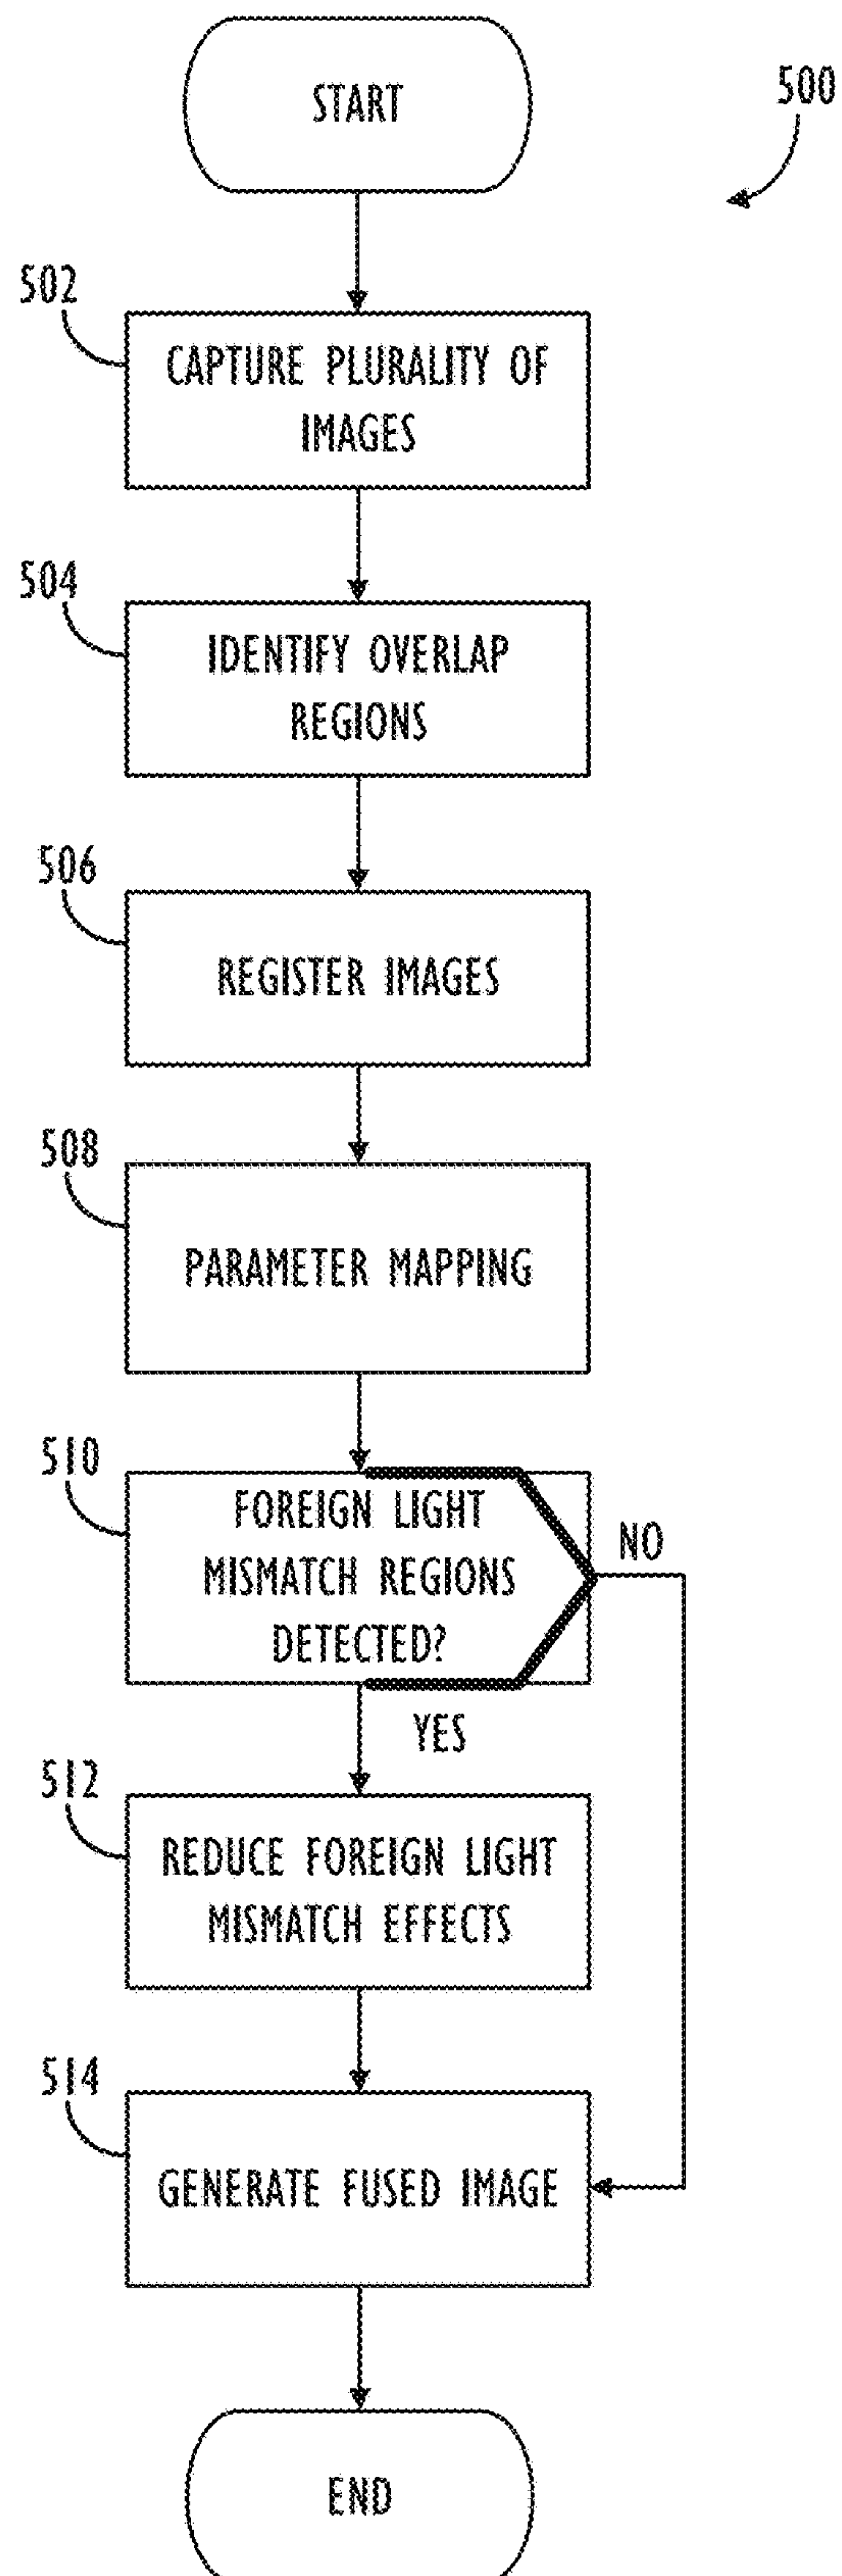 START
500
502
CAPTURE PLURALITY OF
IMAGES
504
IDENTIFY OVERLAP
REGIONS
506
REGISTER IMAGES
508
PARAMETER MAPPING
510
FOREIGN LIGHT
MISMATCH REGIONS
DETECTED?
NO
YES
512
REDUCE FOREIGN LIGHT
MISMATCH EFFECTS
514
GENERATE FUSED IMAGE
END